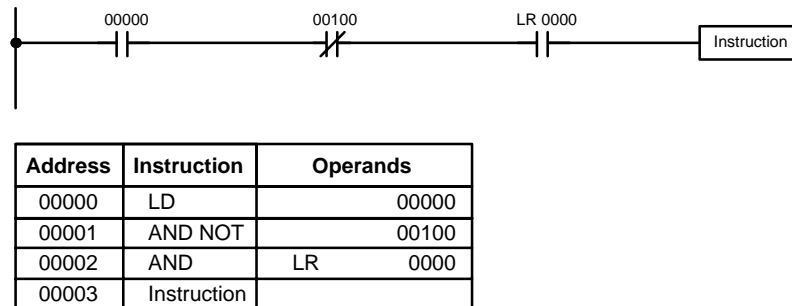 00000 00100 LR 0000
Instruction
Address Instruction Operands
00000 LD 00000
00001 AND NOT 00100
00002 AND LR 0000
00003 Instruction